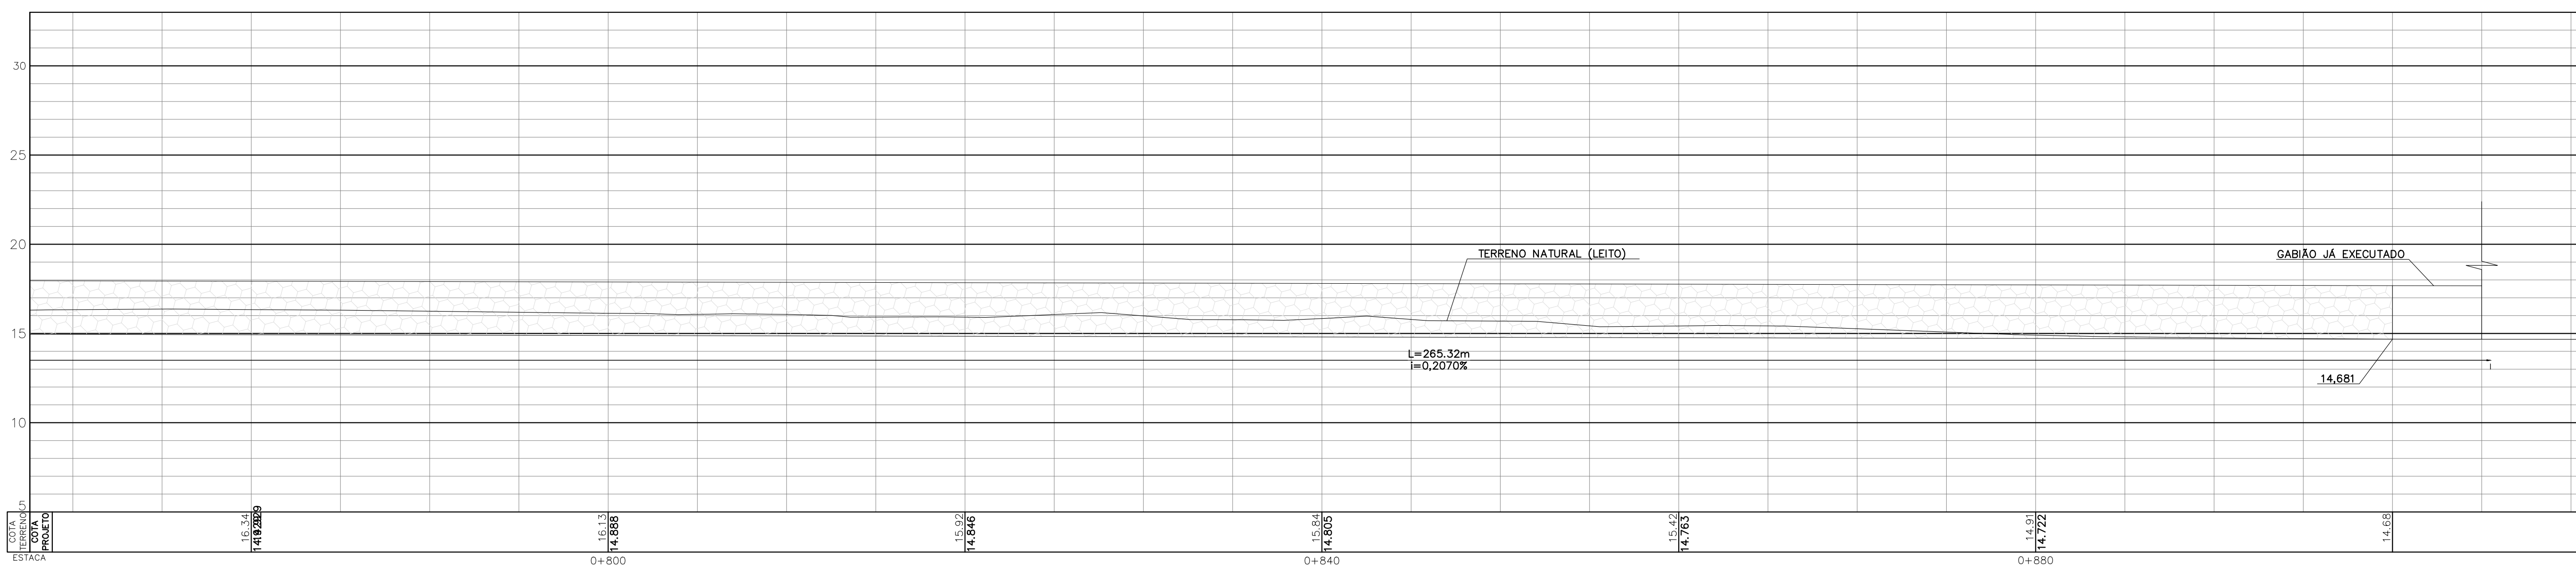 30
25
20
15
10
5
TERRENO NATURAL (LEITO)
GABIÃO JÁ EXECUTADO
L=265.32m
i=0,2070%
14,681
COTA
TERRENO
COTA
PROJETO
16.34
16.13
14.888
15.92
14.846
15.84
14.805
15.42
14.763
14.91
14.722
14.68
ESTACA
0+800
0+840
0+880